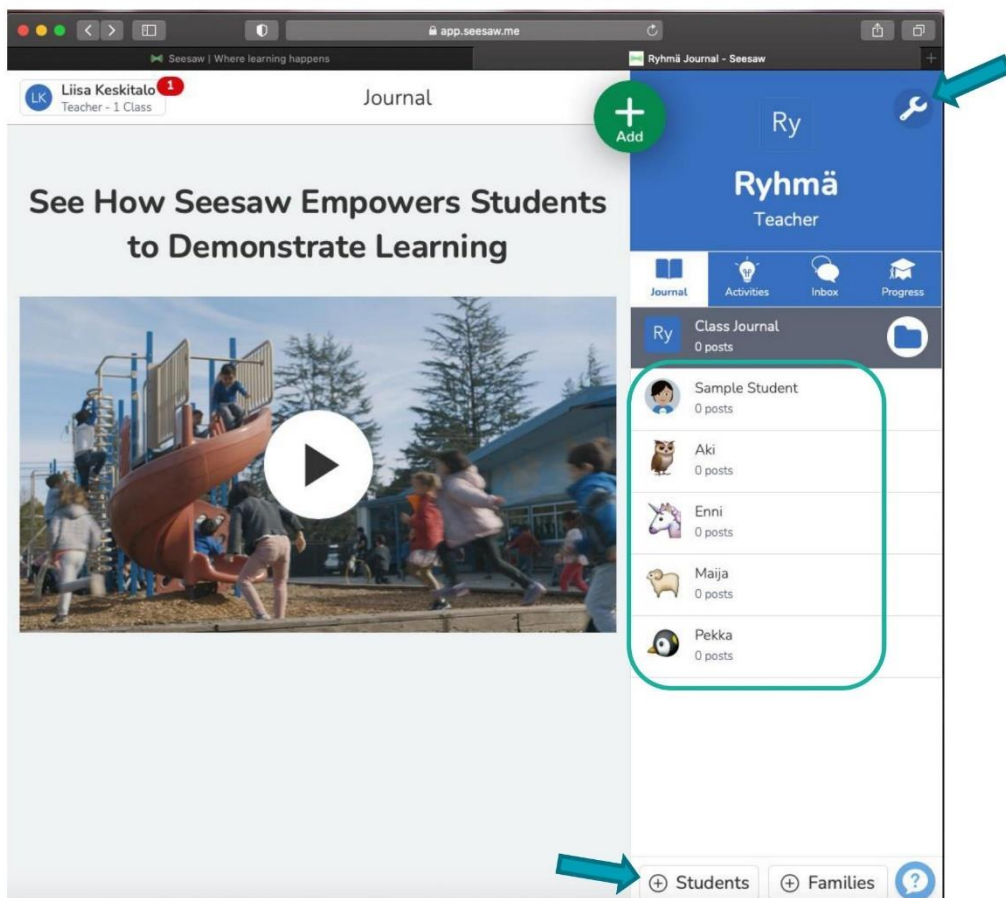 app.seesaw.me
Seesaw | Where learning happens
Ryhmä Journal - Seesaw
LK
Liisa Keskitalo
1
Teacher - 1 Class
Journal
Add
Ry
Ryhmä
Teacher
See How Seesaw Empowers Students
to Demonstrate Learning
Journal
Activities
Inbox
Progress
Ry
Class Journal
0 posts
Sample Student
0 posts
Aki
0 posts
Enni
0 posts
Maija
0 posts
Pekka
0 posts
Students
Families
?